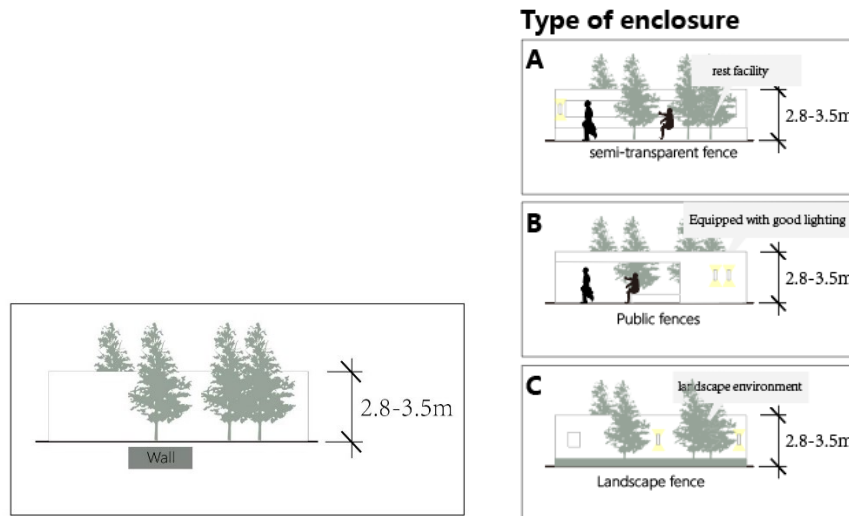 Type of enclosure
A
rest facility
2.8-3.5m
semi-transparent fence
B
Equipped with good lighting
2.8-3.5m
Public fences
C
landscape environment
2.8-3.5m
Landscape fence
2.8-3.5m
Wall